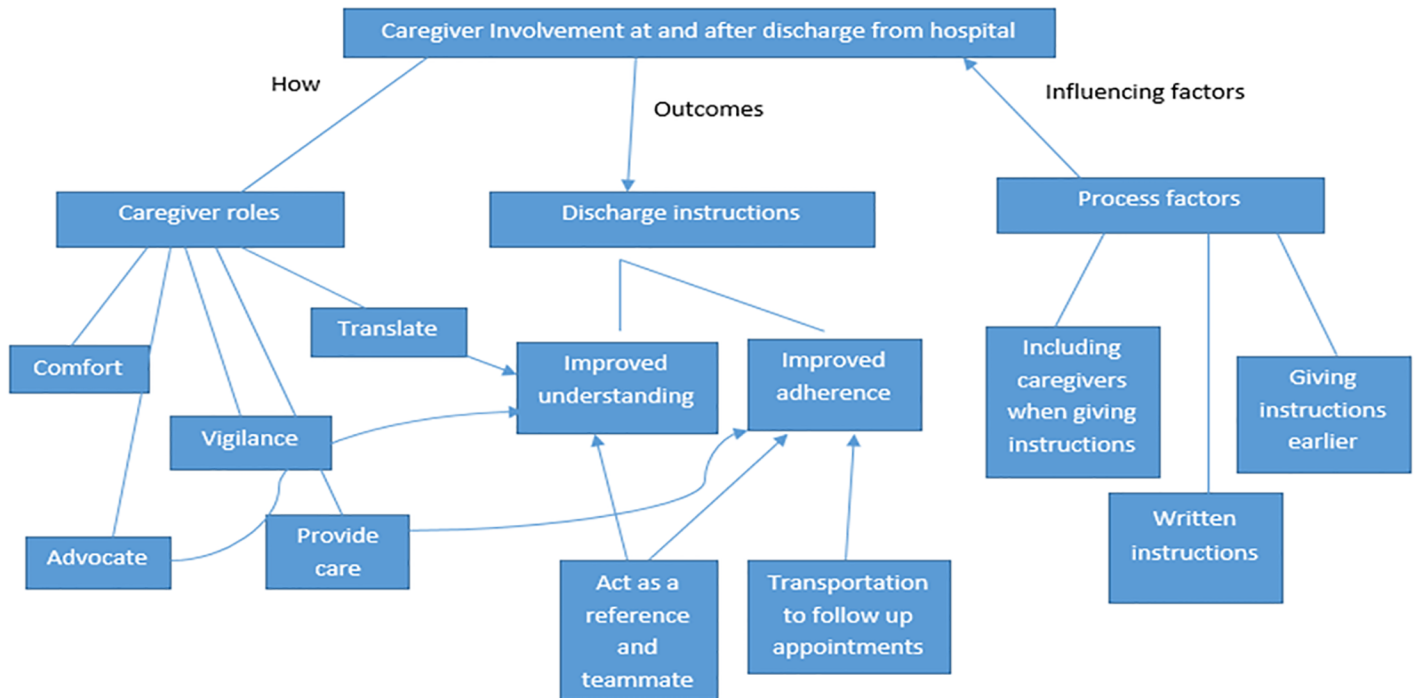 Caregiver Involvement at and after discharge from hospital
How
Outcomes
Influencing factors
Caregiver roles
Discharge instructions
Process factors
Comfort
Translate
Vigilance
Advocate
Provide
care
Improved
understanding
Improved
adherence
Act as a
reference
and
teammate
Transportation
to follow up
appointments
Including
caregivers
when giving
instructions
Written
instructions
Giving
instructions
earlier